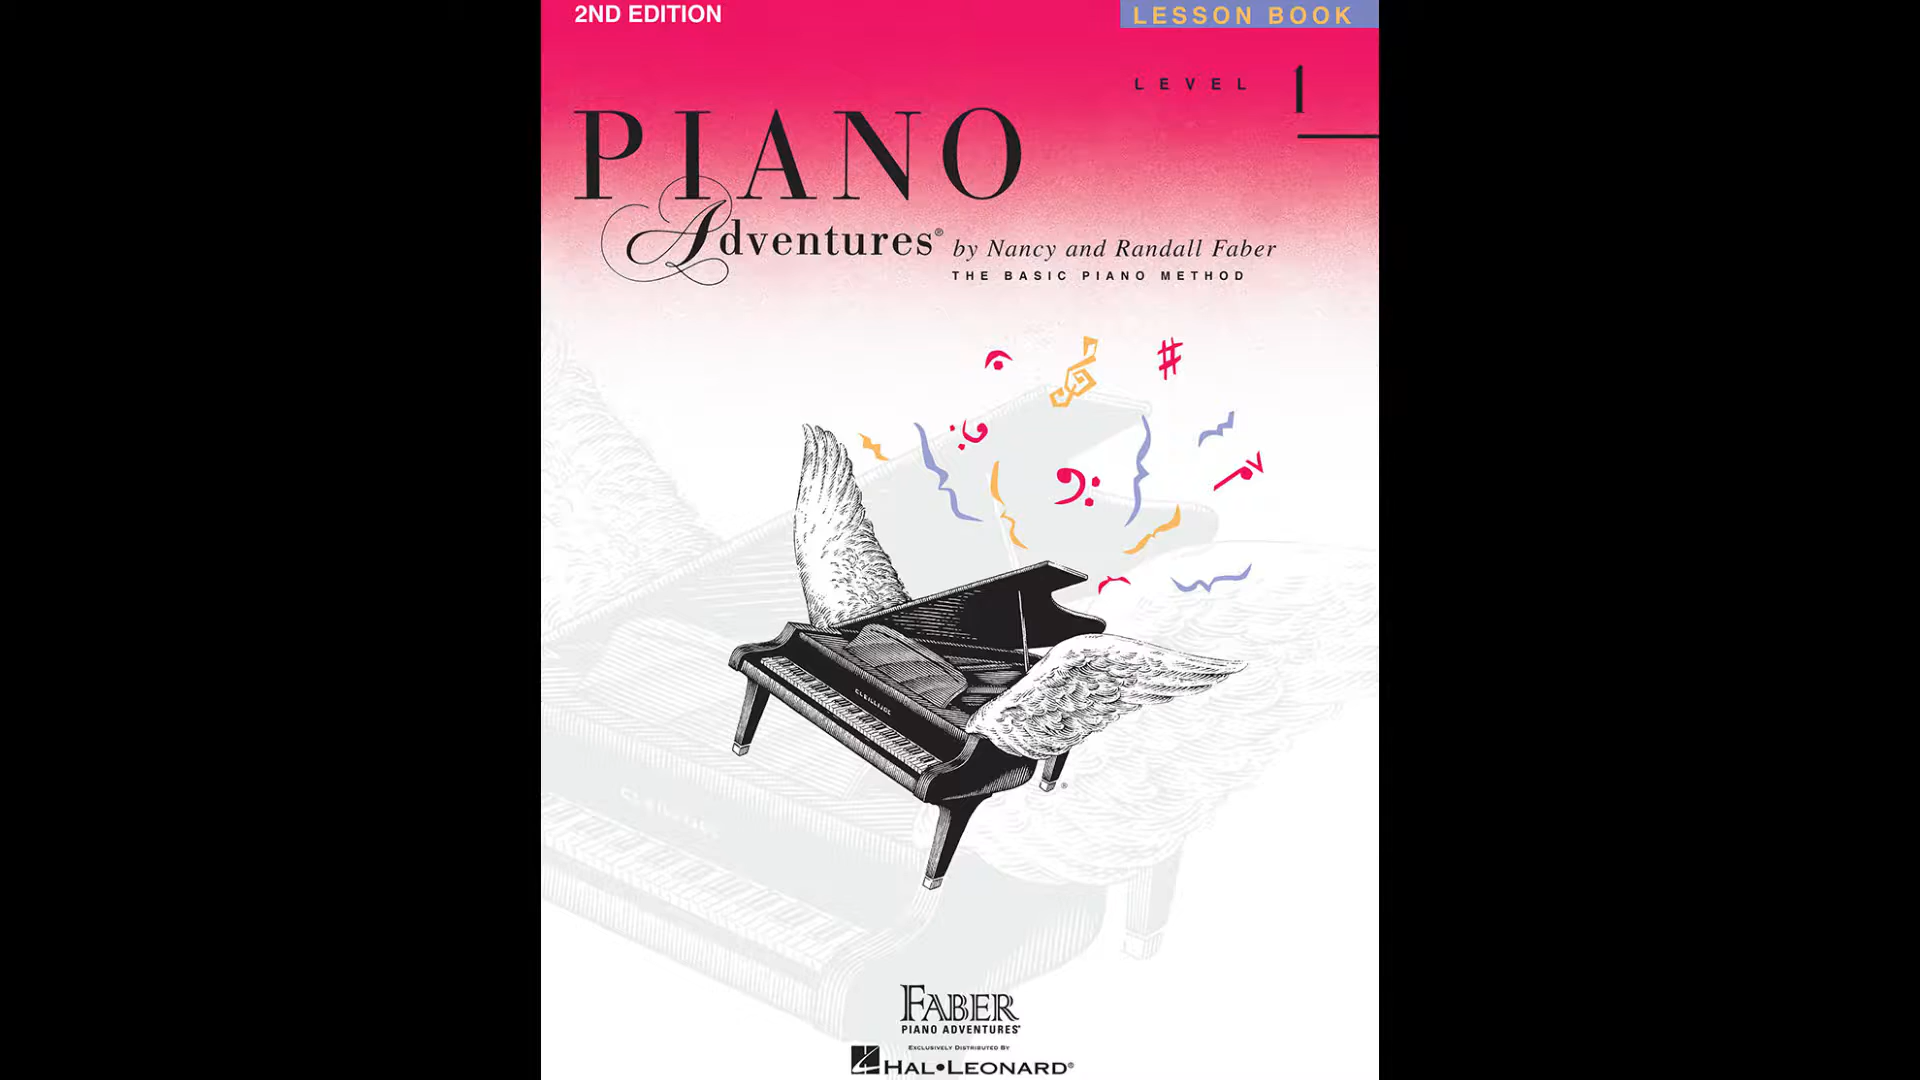 2ND EDITION
LESSON BOOK
LEVEL 1
PIANO
Adventures®
by Nancy and Randall Faber
THE BASIC PIANO METHOD
FABER
PIANO ADVENTURES®
EXCLUSIVELY DISTRIBUTED BY
HAL•LEONARD®